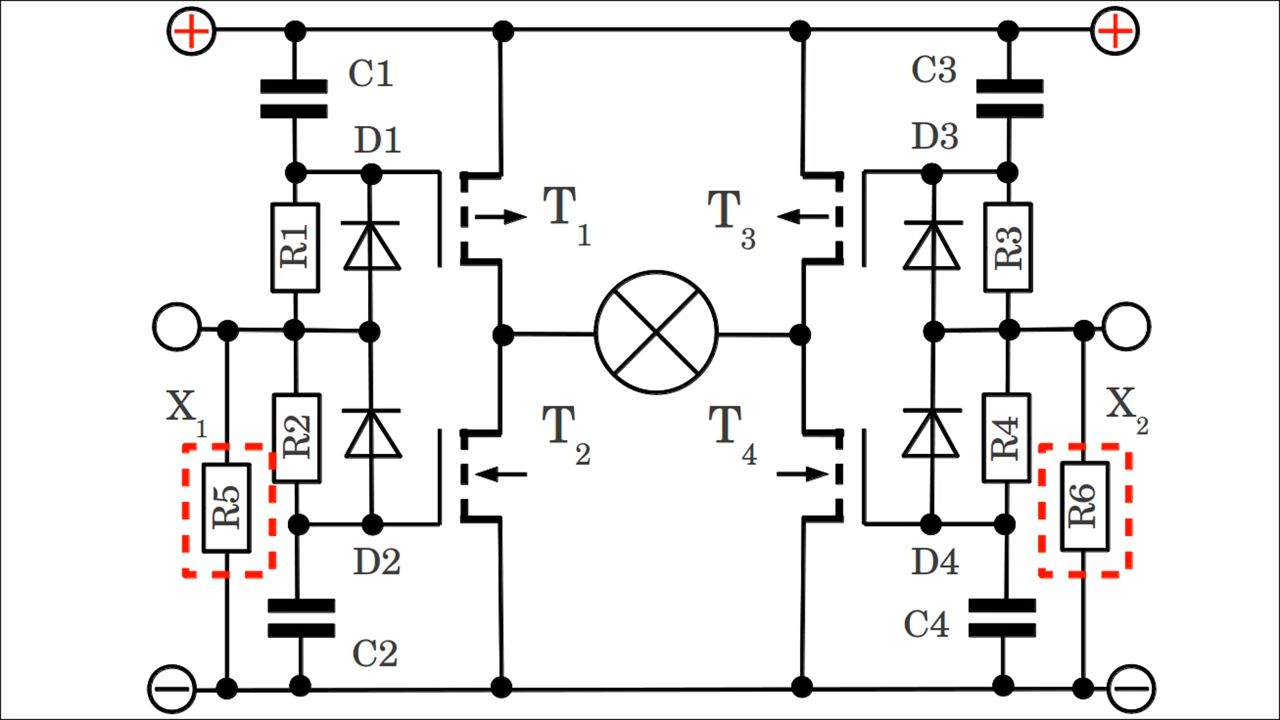 + +
C1 C3
D1 D3
T1 T3
R1 R3
X1 X2
R2 R4
T2 T4
R5 R6
D2 D4
C2 C4
− −